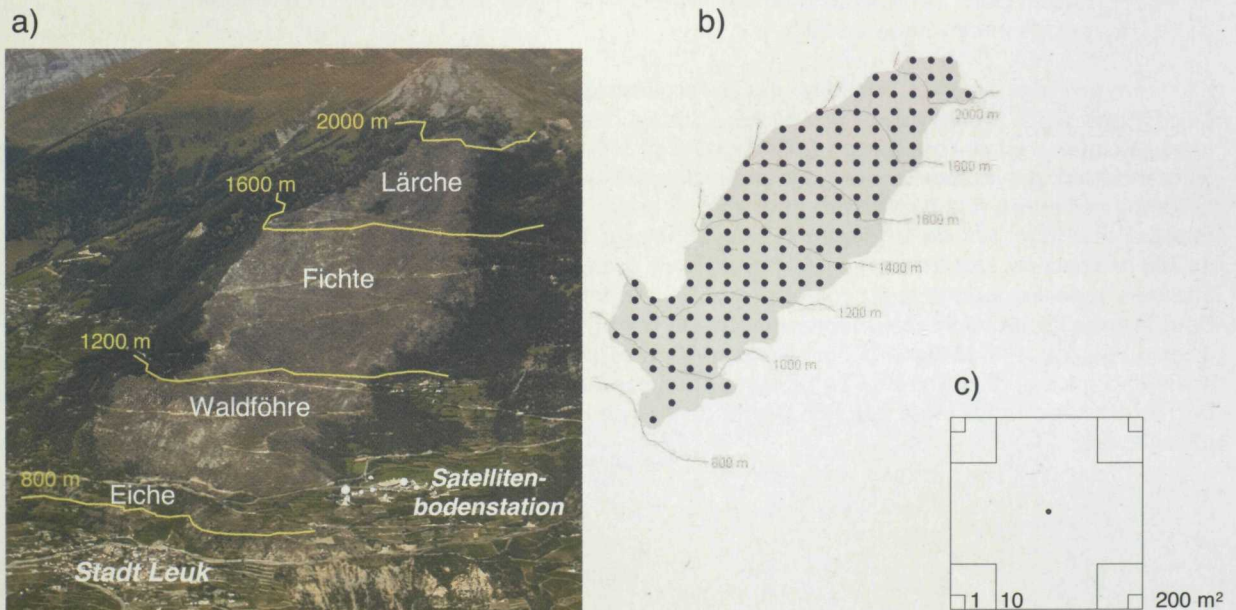 a)
b)
2000 m
1600 m
Lärche
Fichte
1200 m
Waldföhre
Satelliten-
bodenstation
800 m
Eiche
Stadt Leuk
2000 m
1800 m
1800 m
1400 m
1200 m
1000 m
800 m
c)
1 10
200 m²